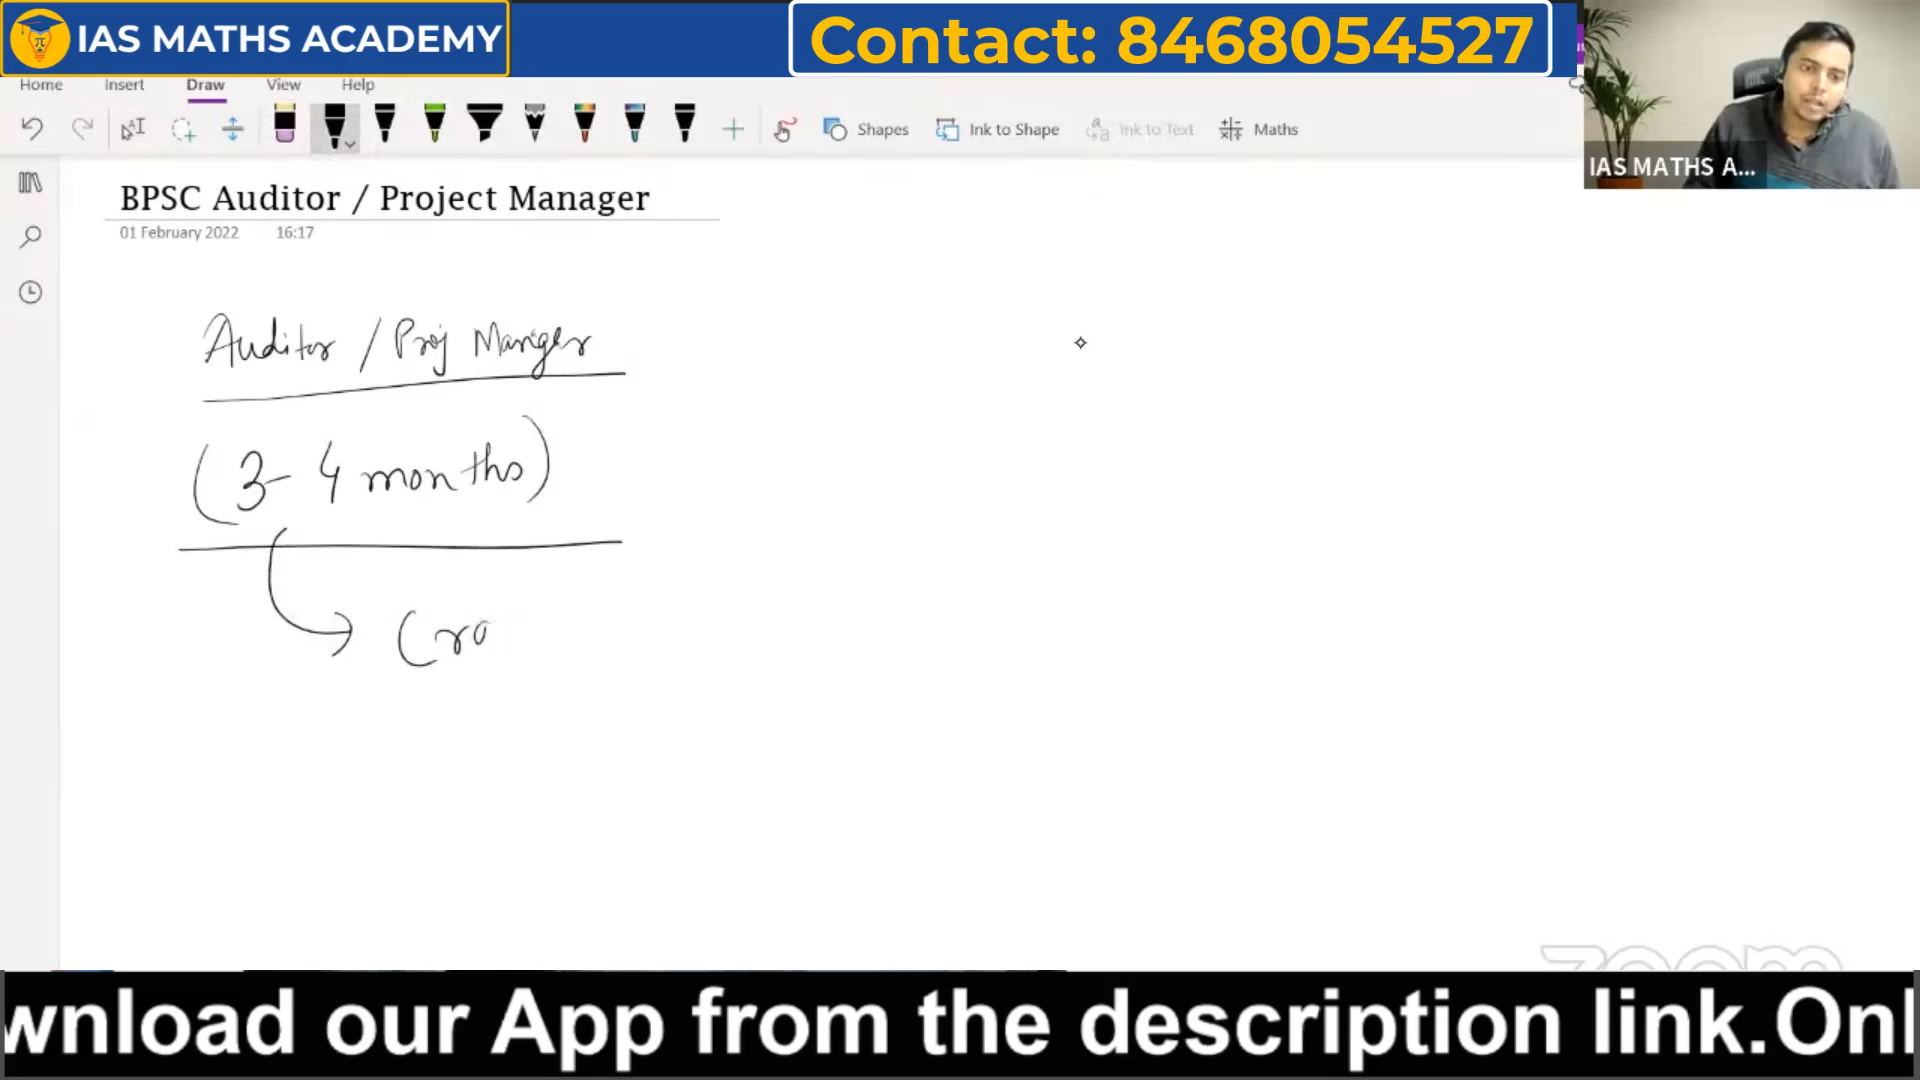 IAS MATHS ACADEMY
Contact: 8468054527
Home Insert Draw View Help
Shapes Ink to Shape Ink to Text Maths
IAS MATHS A...
BPSC Auditor / Project Manager
01 February 2022 16:17
Auditor / Proj Manager
(3-4 months)
(ra
zoom
wnload our App from the description link.Onl